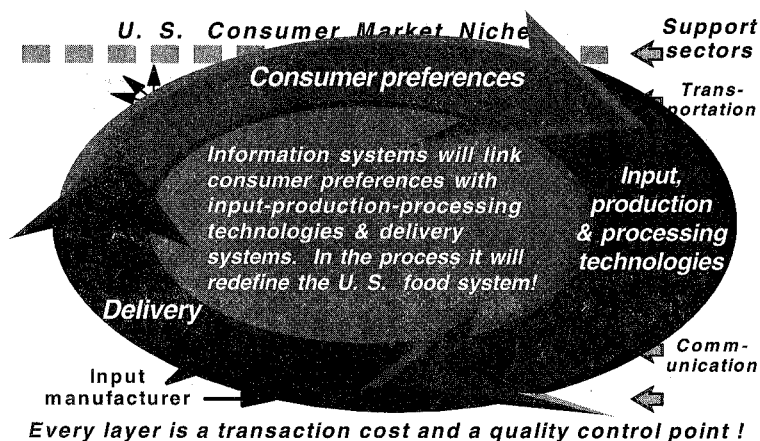 U. S. Consumer Market Niche
Support
sectors
Consumer preferences
Trans-
portation
Information systems will link
consumer preferences with
input-production-processing
technologies & delivery
systems. In the process it will
redefine the U. S. food system!
Input,
production
& processing
technologies
Delivery
Comm-
unication
Input
manufacturer
Every layer is a transaction cost and a quality control point !